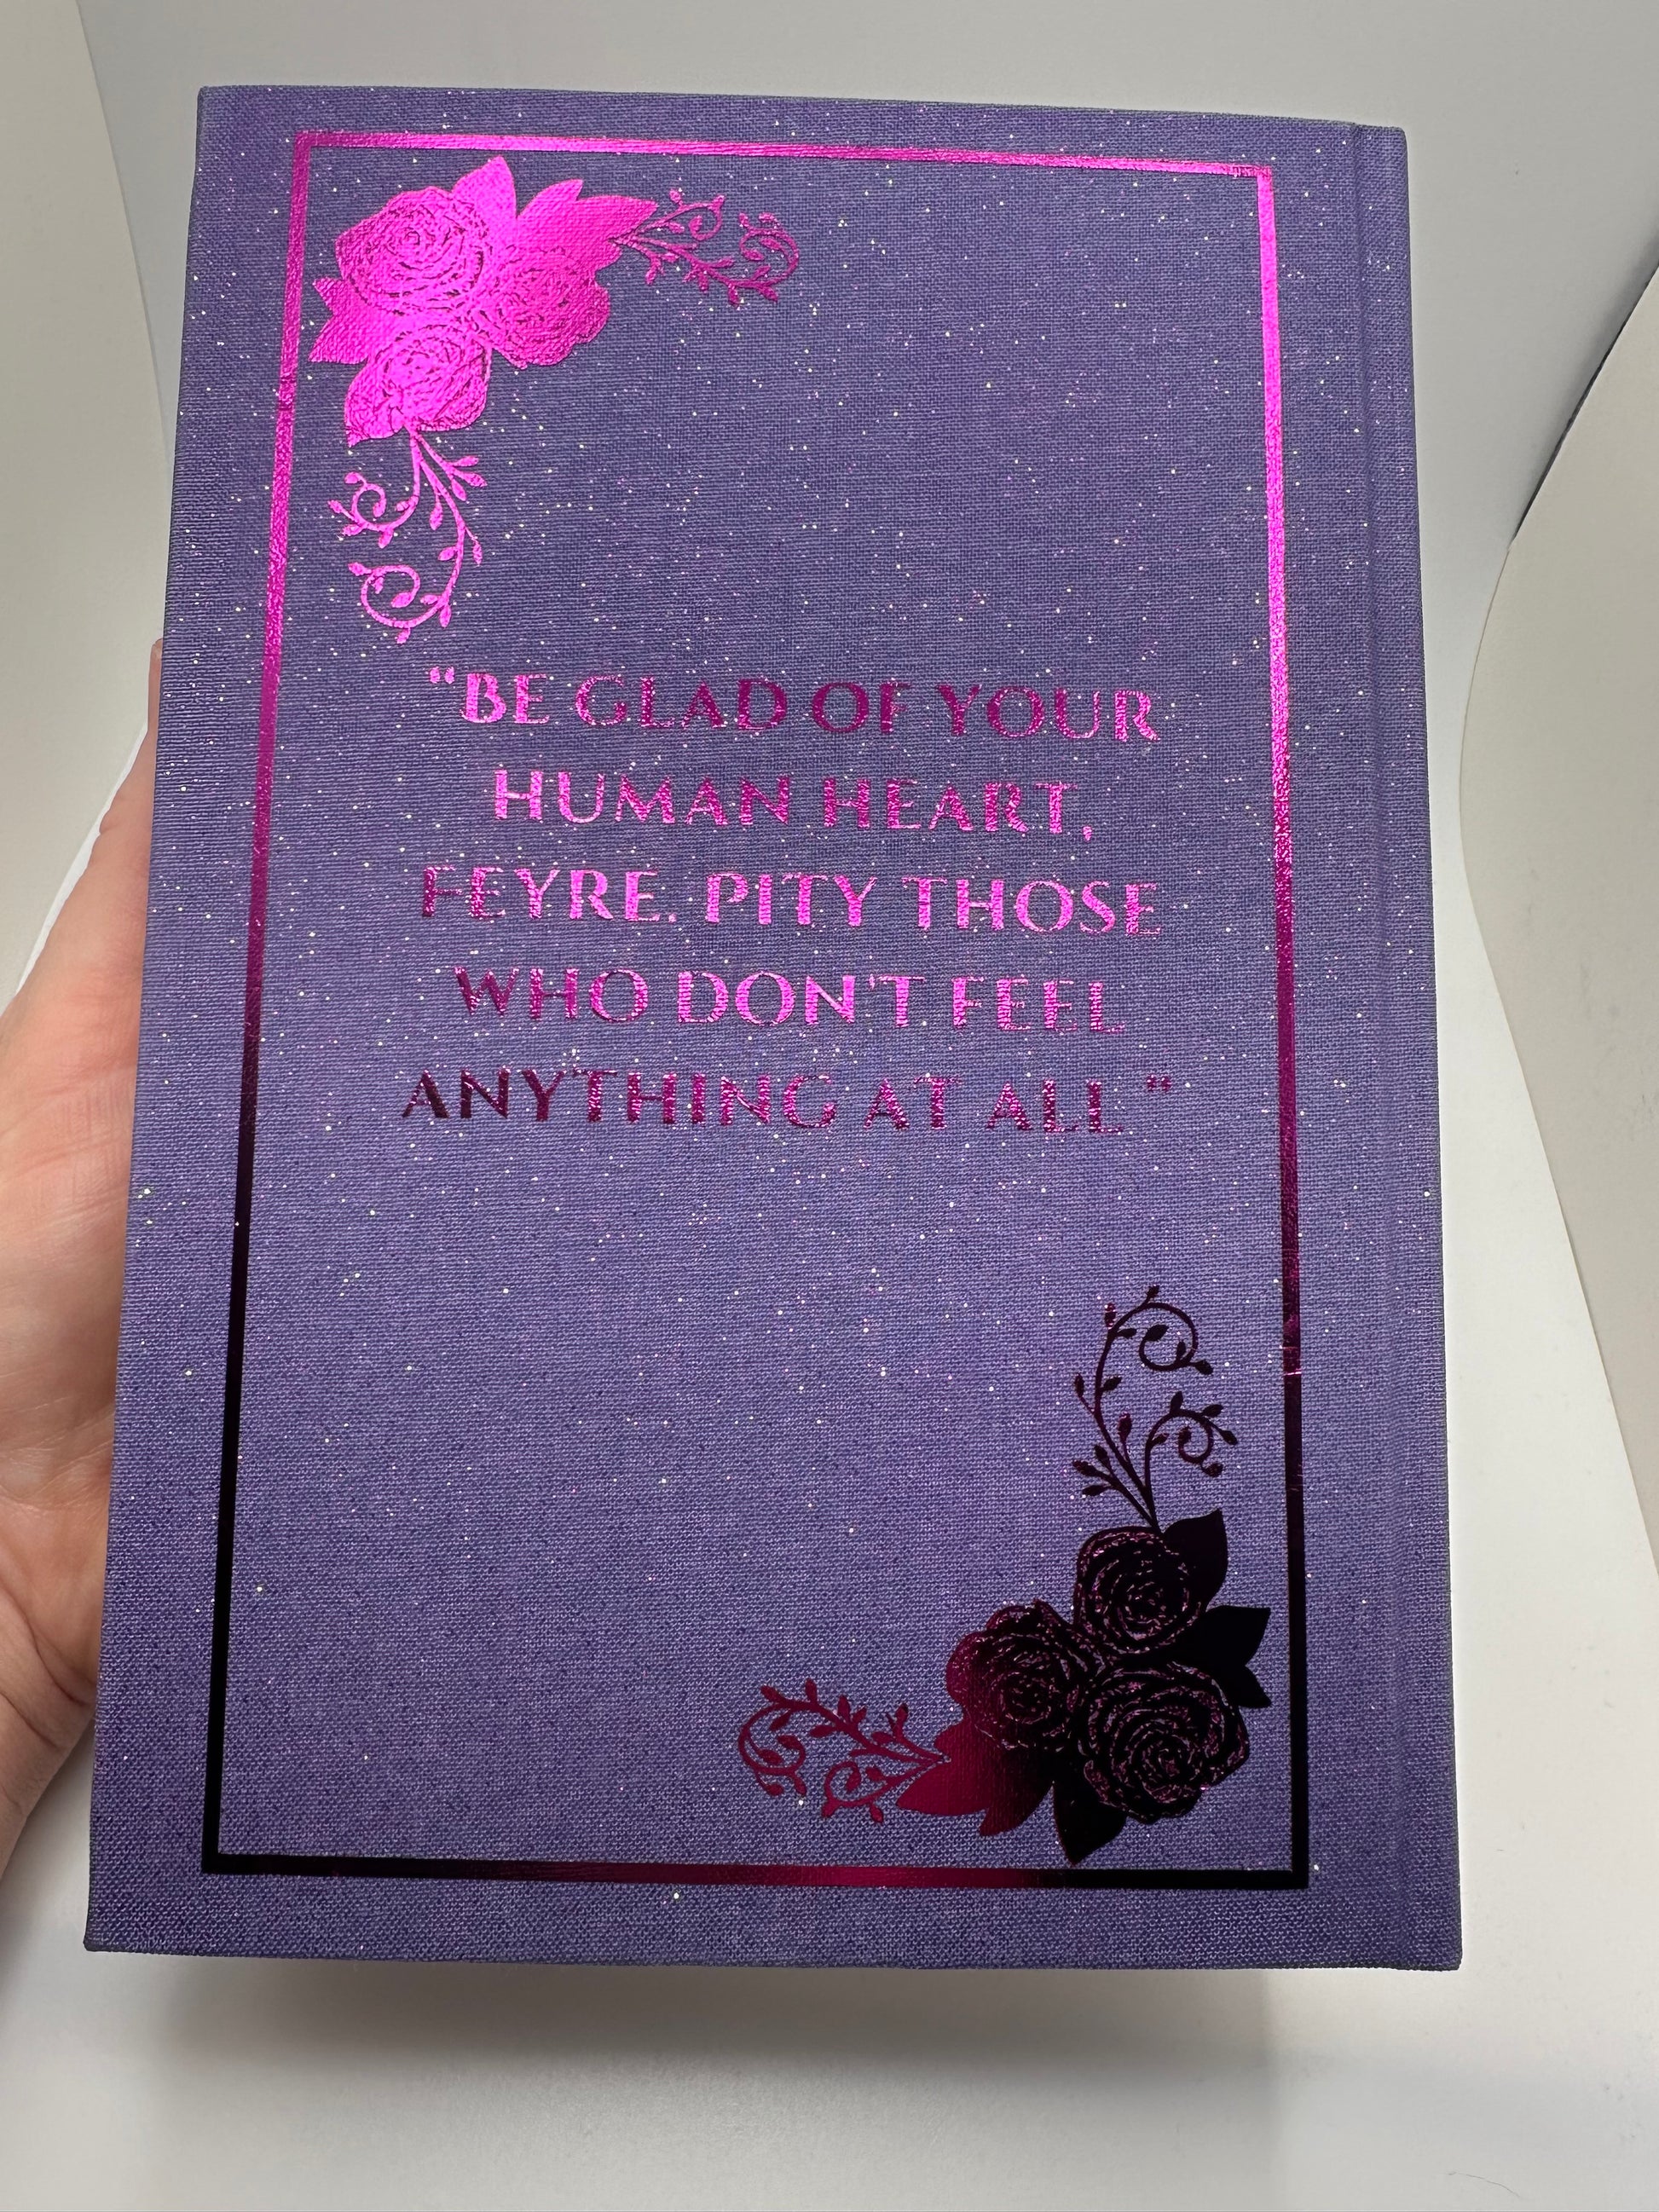 “BE GLAD OF YOUR
HUMAN HEART,
FEYRE. PITY THOSE
WHO DON'T FEEL
ANYTHING AT ALL.”